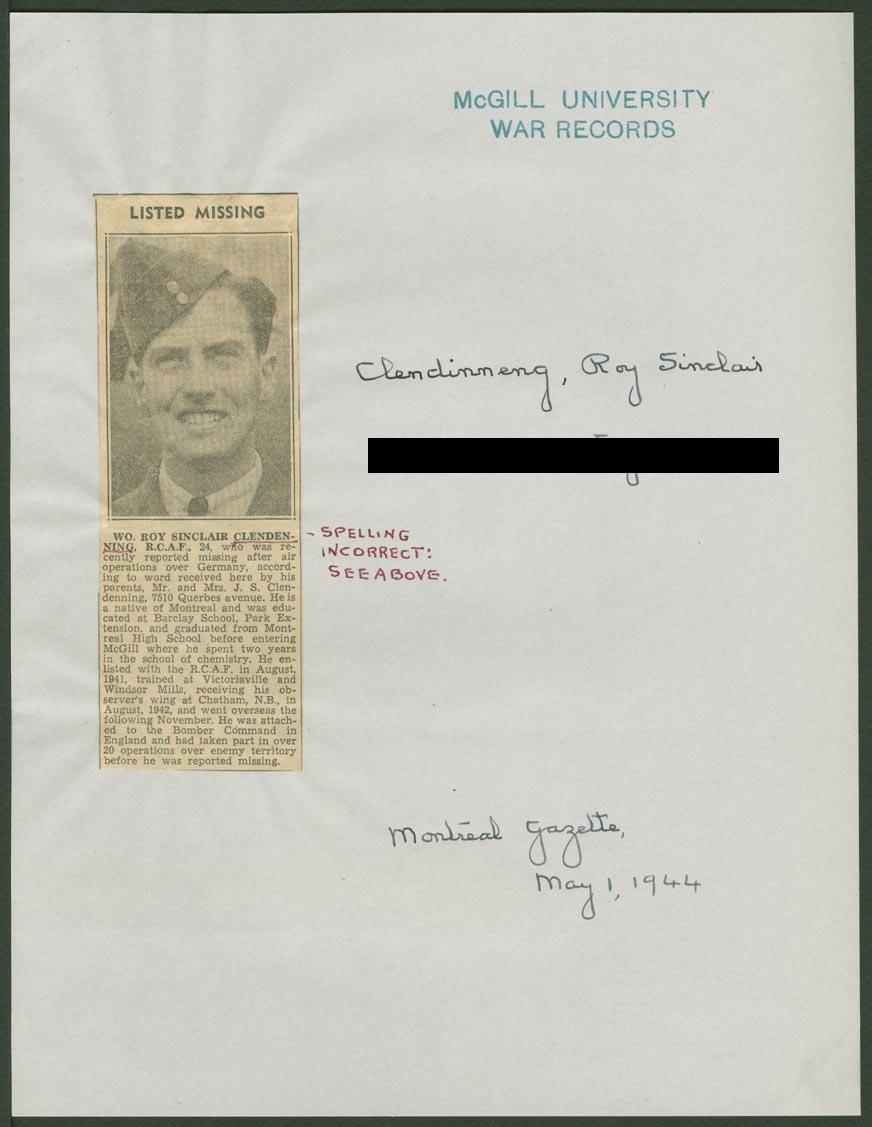 McGILL UNIVERSITY
WAR RECORDS
LISTED MISSING
Clendinneng, Roy Sinclair
WO. ROY SINCLAIR CLENDEN-
NING, R.C.A.F., 24, who was re-
cently reported missing after air
operations over Germany, accord-
ing to word received here by his
parents, Mr. and Mrs. J. S. Clen-
denning, 7510 Querbes avenue. He is
a native of Montreal and was edu-
cated at Barclay School, Park Ex-
tension, and graduated from Mont-
real High School before entering
McGill where he spent two years
in the school of chemistry. He en-
listed with the R.C.A.F. in August,
1941, trained at Victoriaville and
Windsor Mills, receiving his ob-
server's wing at Chatham, N.B., in
August, 1942, and went overseas the
following November. He was attach-
ed to the Bomber Command in
England and had taken part in over
20 operations over enemy territory
before he was reported missing.
- SPELLING
INCORRECT:
SEE ABOVE.
Montreal Gazette,
May 1, 1944